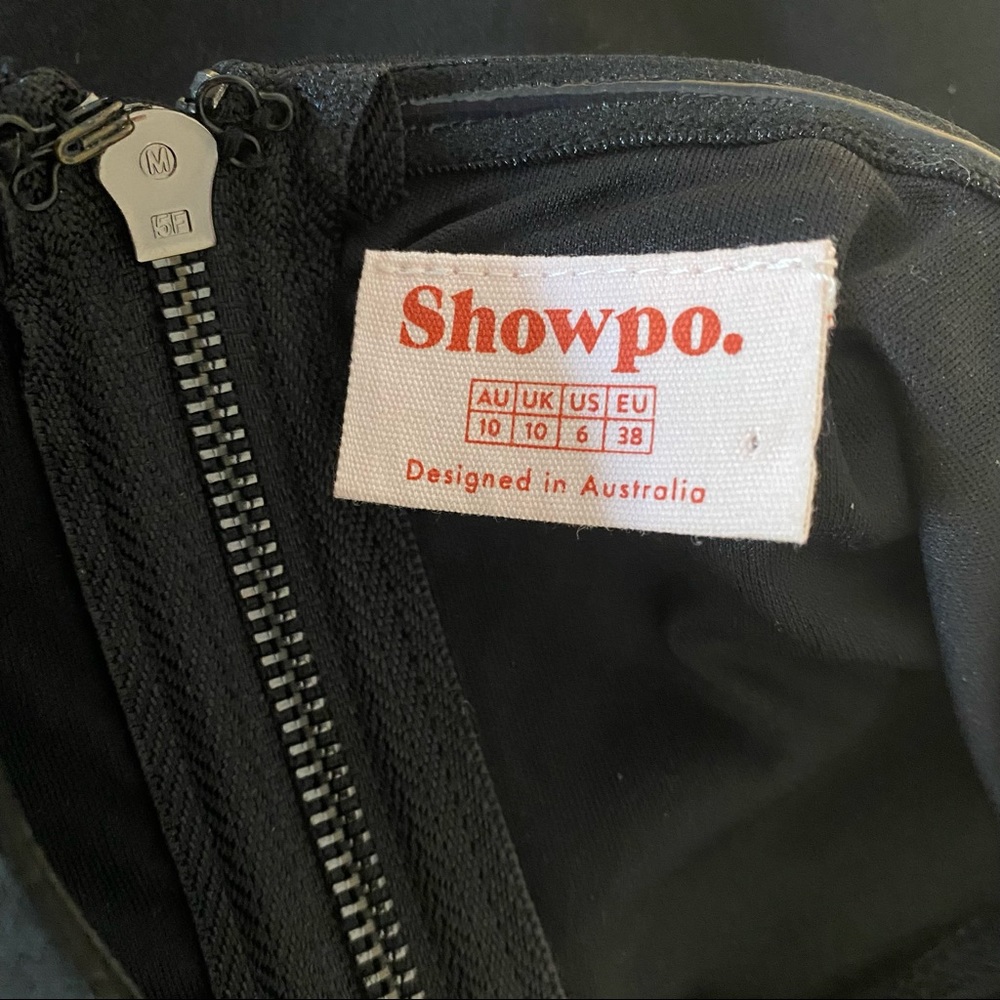 M
5F
Showpo.
AU UK US EU
10 10 6 38
Designed in Australia